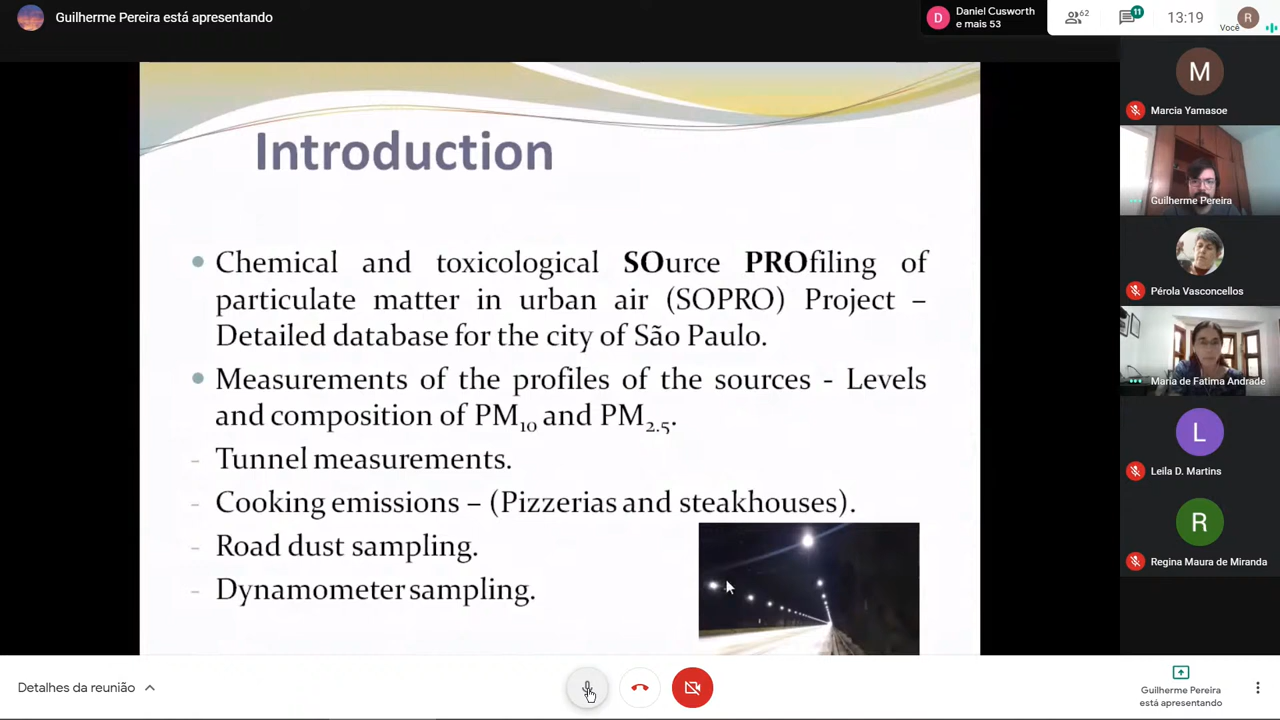 Guilherme Pereira está apresentando
D
Daniel Cusworth
e mais 53
62
11
13:19
Você
R
Introduction
Chemical and toxicological SOurce PROfiling of
particulate matter in urban air (SOPRO) Project –
Detailed database for the city of São Paulo.
Measurements of the profiles of the sources - Levels
and composition of PM10 and PM2.5.
- Tunnel measurements.
- Cooking emissions – (Pizzerias and steakhouses).
- Road dust sampling.
- Dynamometer sampling.
M
Marcia Yamasoe
Guilherme Pereira
Pérola Vasconcellos
Maria de Fatima Andrade
L
Leila D. Martins
R
Regina Maura de Miranda
Detalhes da reunião
Guilherme Pereira
está apresentando